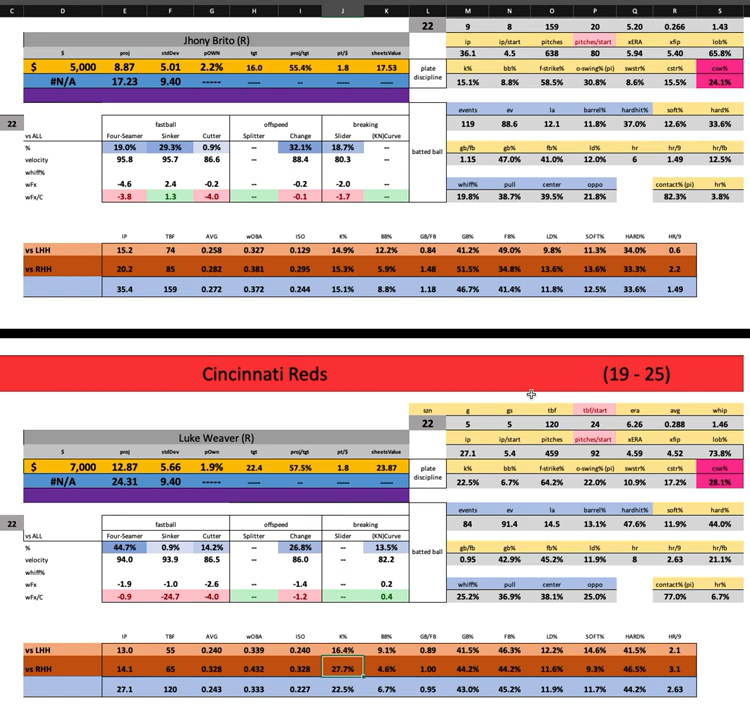 C D E F G H I J K L M N O P Q R S
22 9 8 159 20 5.20 0.266 1.43
Jhony Brito (R) ip ip/start pitches pitches/start xERA xfip lob%
$ proj stdDev pOWN tgt proj/tgt pt/$ sheetsValue 36.1 4.5 638 80 5.94 5.40 65.8%
$ 5,000 8.87 5.01 2.2% 16.0 55.4% 1.8 17.53 plate discipline k% bb% f-strike% o-swing% (pi) swstr% cstr% csw%
#N/A 17.23 9.40 ----- ---- -- ---- ---- 15.1% 8.8% 58.5% 30.8% 8.6% 15.5% 24.1%
events ev la barrel% hardhit% soft% hard%
22 fastball offspeed breaking 119 88.6 12.1 11.8% 37.0% 12.6% 33.6%
vs ALL Four-Seamer Sinker Cutter Splitter Change Slider (KN)Curve
% 19.0% 29.3% 0.9% -- 32.1% 18.7% -- batted ball gb/fb gb% fb% ld% hr hr/9 hr/fb
velocity 95.8 95.7 86.6 -- 88.4 80.3 -- 1.15 47.0% 41.0% 12.0% 6 1.49 12.5%
whiff%
wFx -4.6 2.4 -0.2 -- -0.2 -2.0 -- whiff% pull center oppo contact% (pi) hr%
wFx/C -3.8 1.3 -4.0 -- -0.1 -1.7 -- 19.8% 38.7% 39.5% 21.8% 82.3% 3.8%
IP TBF AVG wOBA ISO K% BB% GB/FB GB% FB% LD% SOFT% HARD% HR/9
vs LHH 15.2 74 0.258 0.327 0.129 14.9% 12.2% 0.84 41.2% 49.0% 9.8% 11.3% 34.0% 0.6
vs RHH 20.2 85 0.282 0.381 0.295 15.3% 5.9% 1.48 51.5% 34.8% 13.6% 13.6% 33.3% 2.2
35.4 159 0.272 0.372 0.244 15.1% 8.8% 1.18 46.7% 41.4% 11.8% 12.5% 33.6% 1.49
Cincinnati Reds (19 - 25)
szn g gs tbf tbf/start era avg whip
22 5 5 120 24 6.26 0.288 1.46
Luke Weaver (R) ip ip/start pitches pitches/start xERA xfip lob%
$ proj stdDev pOWN tgt proj/tgt pt/$ sheetsValue 27.1 5.4 459 92 4.59 4.52 73.8%
$ 7,000 12.87 5.66 1.9% 22.4 57.5% 1.8 23.87 plate discipline k% bb% f-strike% o-swing% (pi) swstr% cstr% csw%
#N/A 24.31 9.40 ----- ---- -- ---- ---- 22.5% 6.7% 64.2% 22.0% 10.9% 17.2% 28.1%
events ev la barrel% hardhit% soft% hard%
22 fastball offspeed breaking 84 91.4 14.5 13.1% 47.6% 11.9% 44.0%
vs ALL Four-Seamer Sinker Cutter Splitter Change Slider (KN)Curve
% 44.7% 0.9% 14.2% -- 26.8% -- 13.5% batted ball gb/fb gb% fb% ld% hr hr/9 hr/fb
velocity 94.0 93.9 86.5 -- 86.0 -- 82.2 0.95 42.9% 45.2% 11.9% 8 2.63 21.1%
whiff%
wFx -1.9 -1.0 -2.6 -- -1.4 -- 0.2 whiff% pull center oppo contact% (pi) hr%
wFx/C -0.9 -24.7 -4.0 -- -1.2 -- 0.4 25.2% 36.9% 38.1% 25.0% 77.0% 6.7%
IP TBF AVG wOBA ISO K% BB% GB/FB GB% FB% LD% SOFT% HARD% HR/9
vs LHH 13.0 55 0.240 0.339 0.240 16.4% 9.1% 0.89 41.5% 46.3% 12.2% 14.6% 41.5% 2.1
vs RHH 14.1 65 0.328 0.432 0.328 27.7% 4.6% 1.00 44.2% 44.2% 11.6% 9.3% 46.5% 3.1
27.1 120 0.243 0.333 0.227 22.5% 6.7% 0.95 43.0% 45.2% 11.9% 11.7% 44.2% 2.63